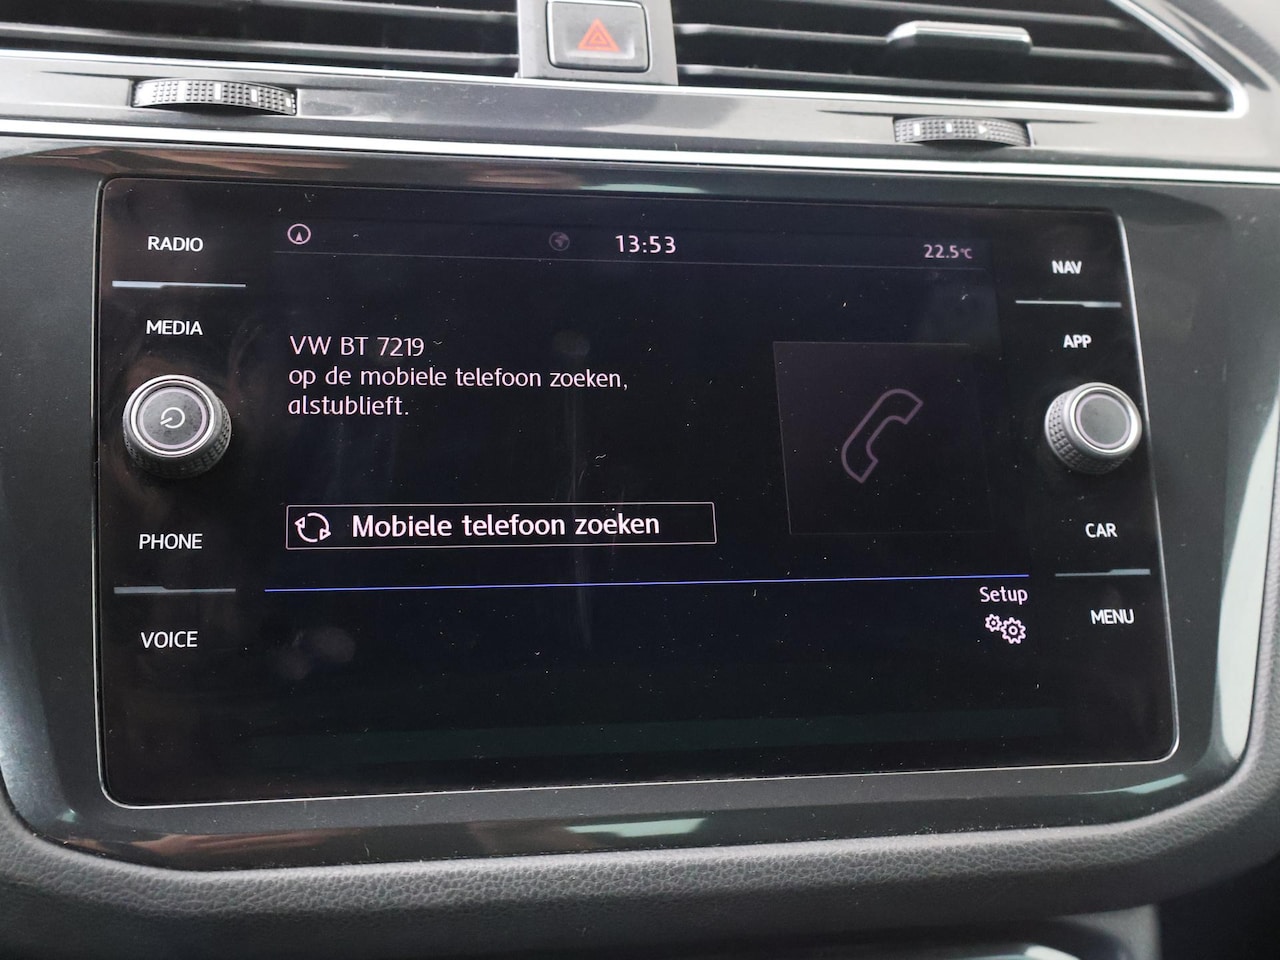 RADIO
MEDIA
PHONE
VOICE
13:53
22.5°C
VW BT 7219
op de mobiele telefoon zoeken,
alstublieft.
Mobiele telefoon zoeken
Setup
NAV
APP
CAR
MENU